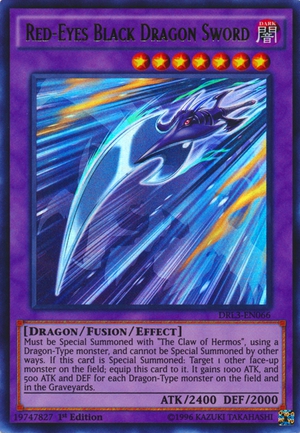 Red-Eyes Black Dragon Sword
DARK
闇
DRL3-EN066
[Dragon/Fusion/Effect]
Must be Special Summoned with "The Claw of Hermos", using a
Dragon-Type monster, and cannot be Special Summoned by other
ways. If this card is Special Summoned: Target 1 other face-up
monster on the field; equip this card to it. It gains 1000 ATK, and
500 ATK and DEF for each Dragon-Type monster on the field and
in the Graveyards.
ATK/2400 DEF/2000
19747827 1st Edition ©1996 KAZUKI TAKAHASHI